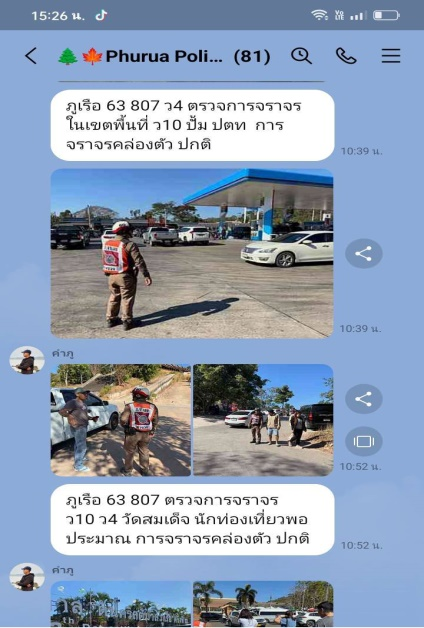 15:26 น.
Phurua Poli... (81)
ภูเรือ 63 807 ว4 ตรวจการจราจร
ในเขตพื้นที่ ว10 ปั๊ม ปตท การ
จราจรคล่องตัว ปกติ
10:39 น.
10:39 น.
คำภู
10:52 น.
ภูเรือ 63 807 ตรวจการจราจร
ว10 ว4 วัดสมเด็จ นักท่องเที่ยวพอ
ประมาณ การจราจรคล่องตัว ปกติ
10:52 น.
คำภู